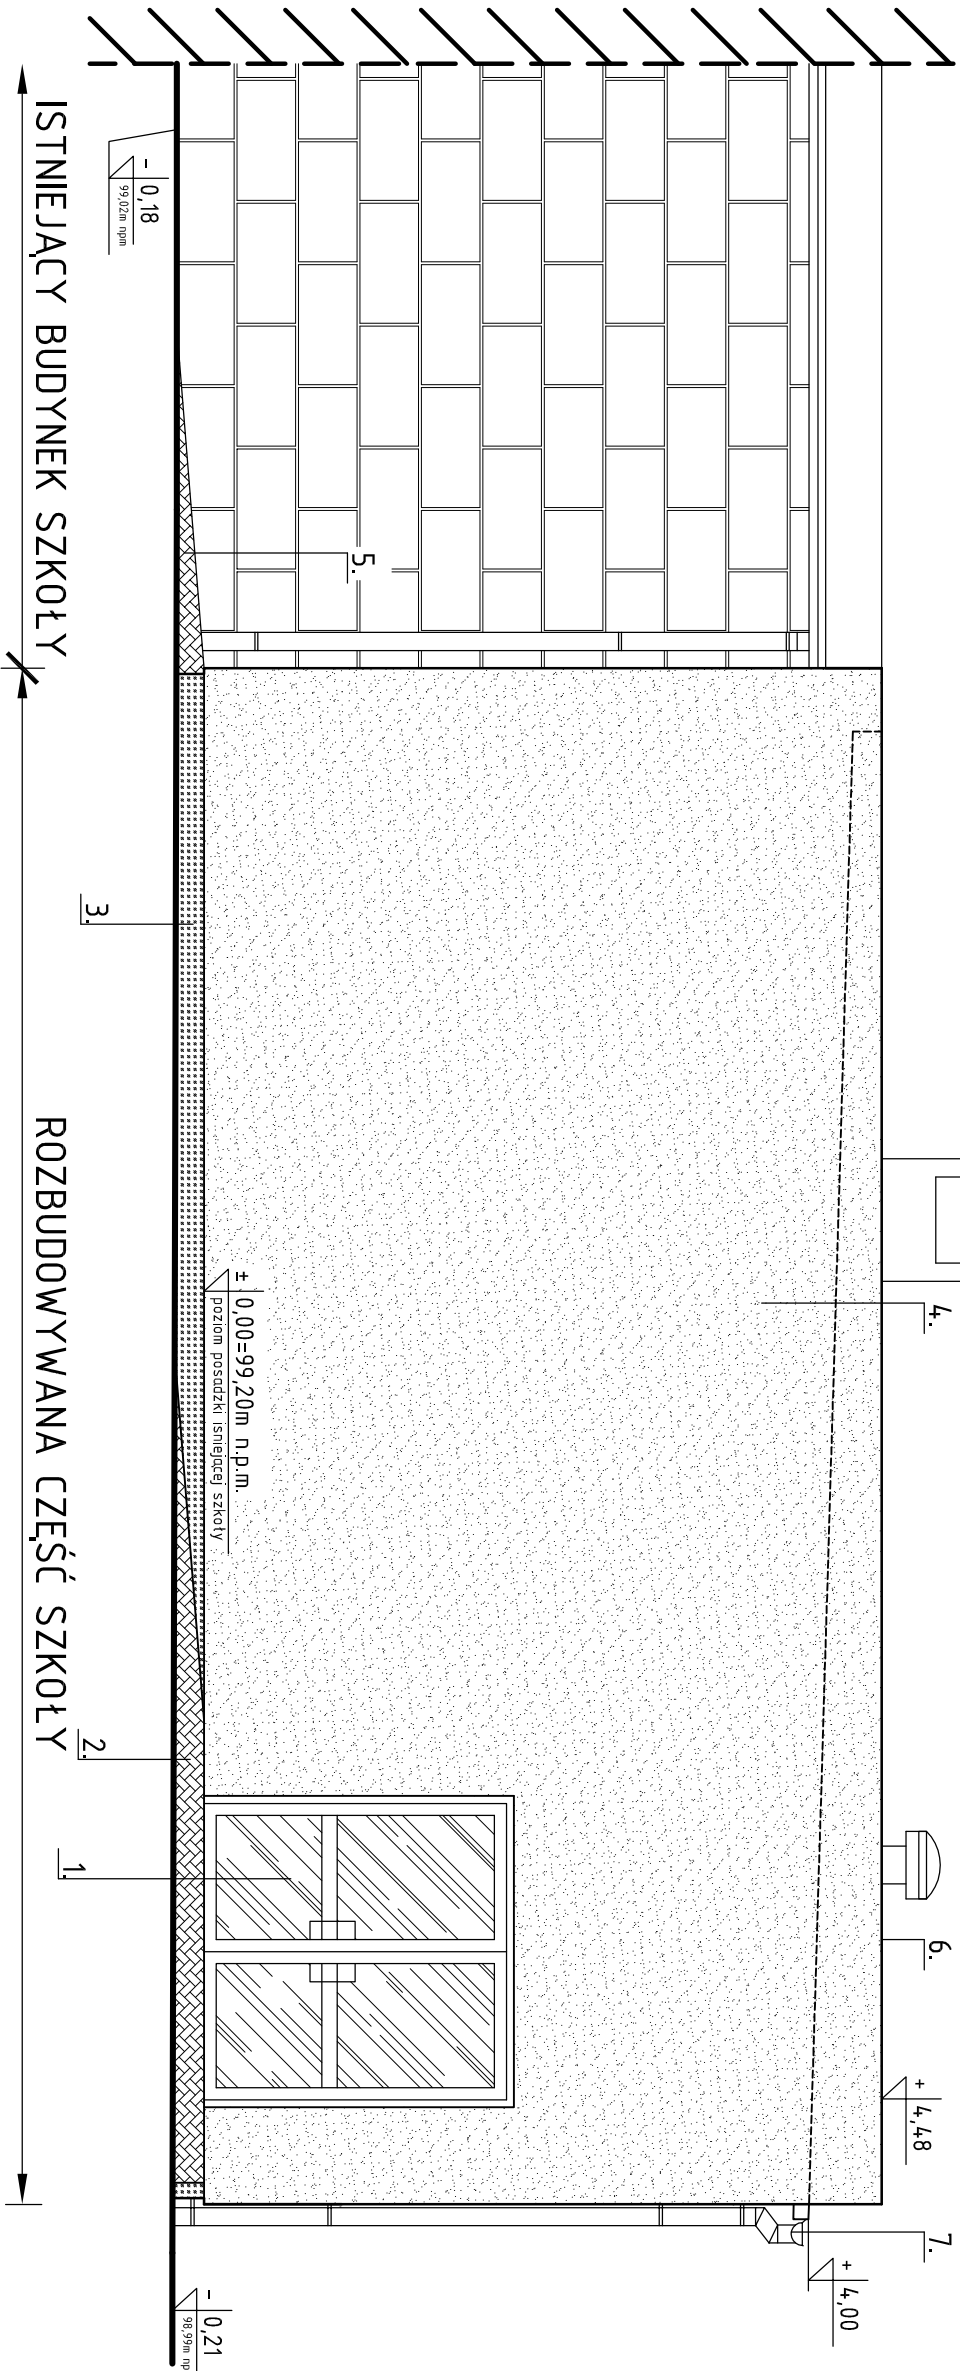 4.
6.
+ 4,48
7.
+ 4,00
5.
± 0,00=99,20m n.p.m.
poziom posadzki isniejącej szkoły
- 0,18
99,02m npm
3.
2.
1.
- 0,21
98,99m np
ISTNIEJĄCY BUDYNEK SZKOŁY
ROZBUDOWYWANA CZĘŚĆ SZKOŁY